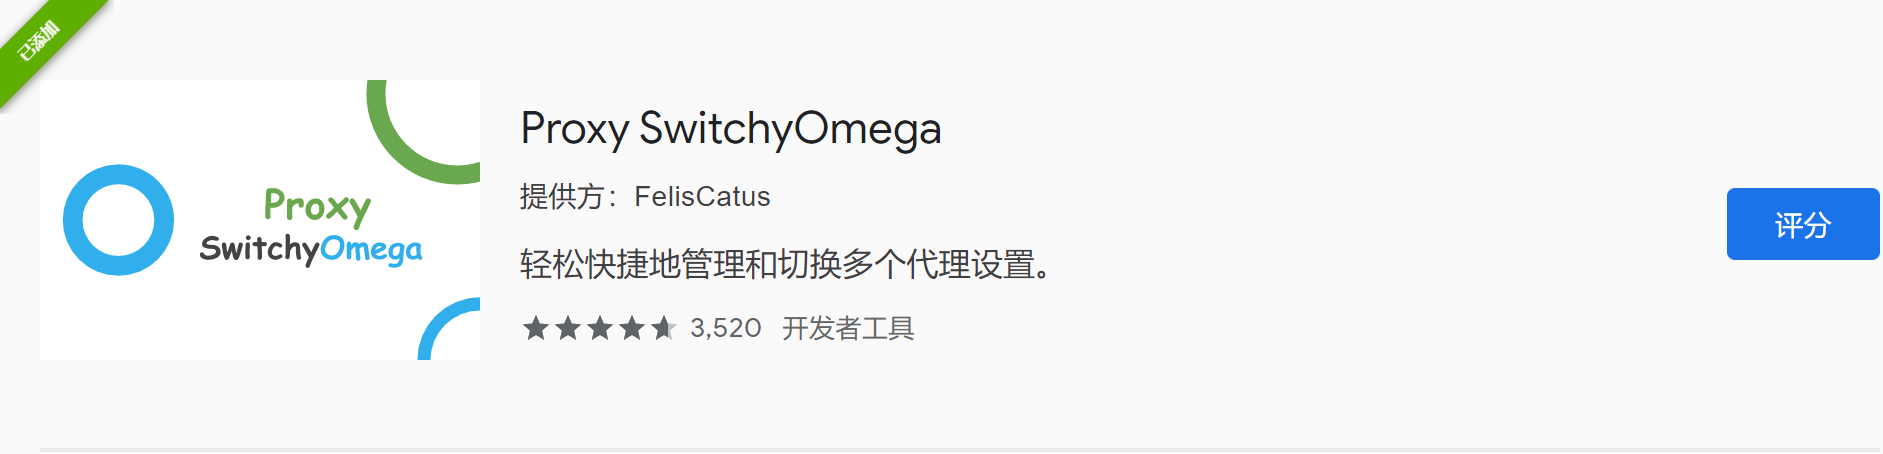 已添加
Proxy
SwitchyOmega
Proxy SwitchyOmega
提供方：FelisCatus
轻松快捷地管理和切换多个代理设置。
3,520 开发者工具
评分